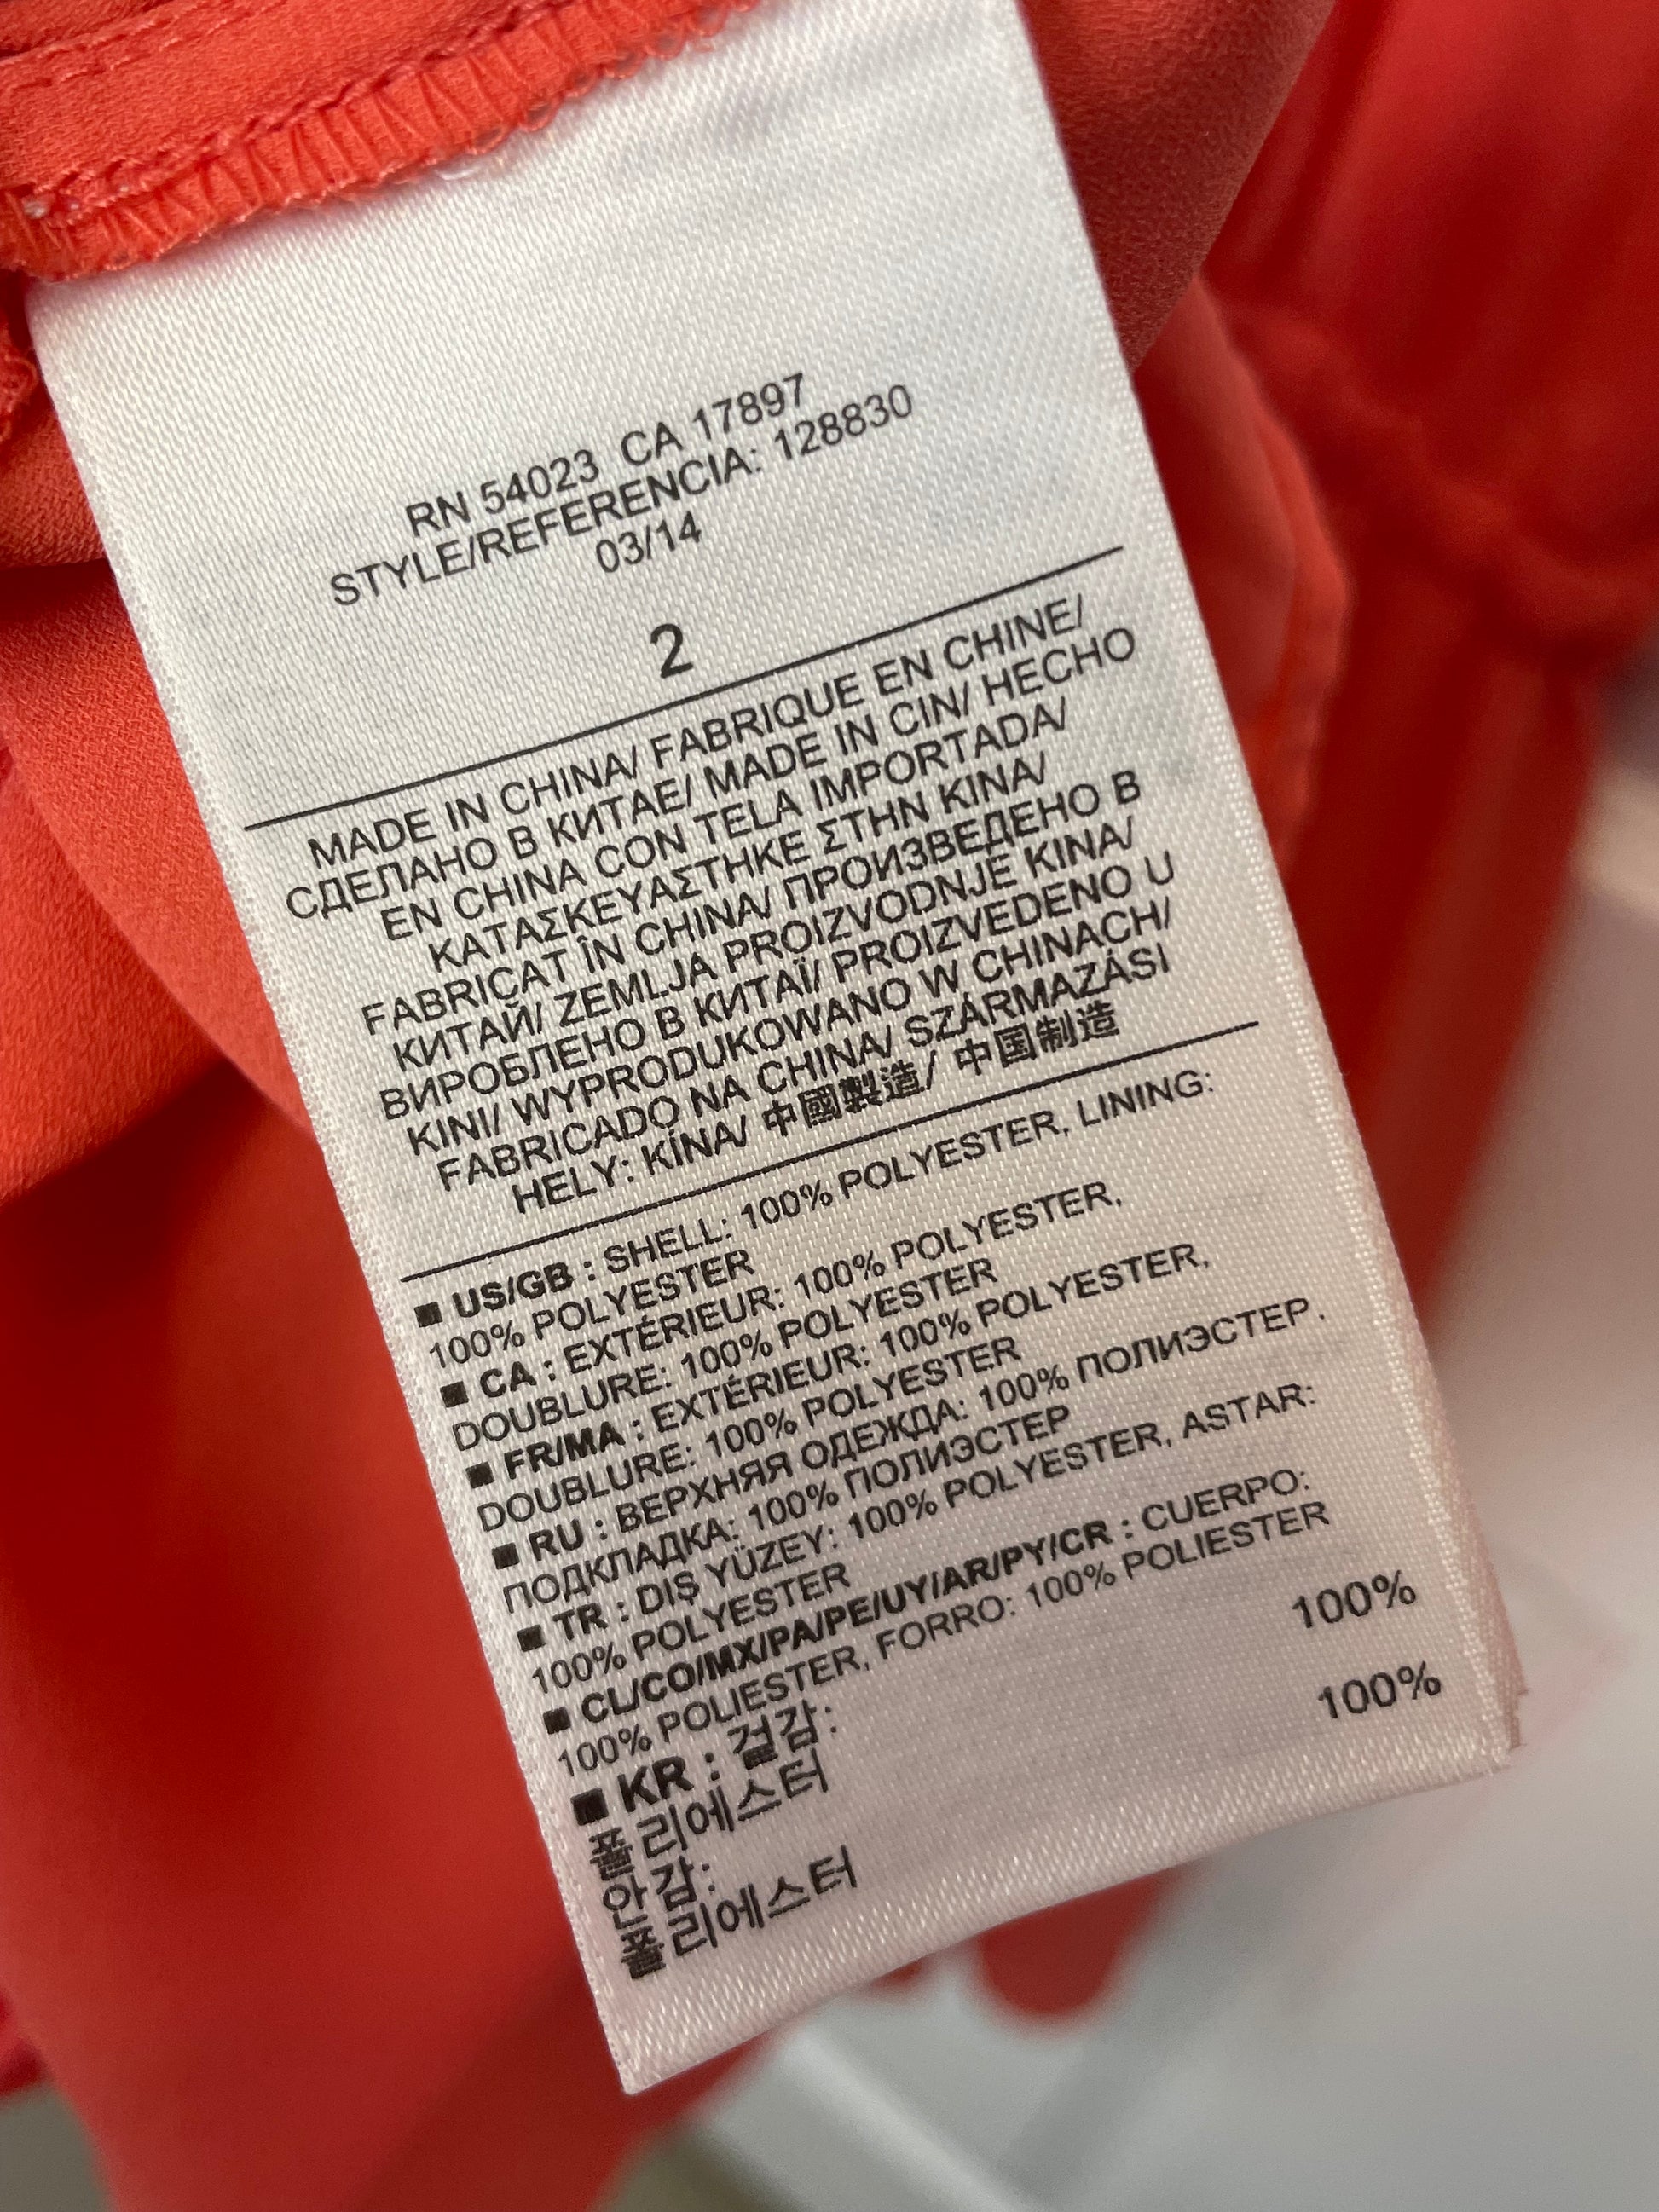 RN 54023 CA 17897
STYLE/REFERENCIA: 128830
03/14
2
MADE IN CHINA/ FABRIQUE EN CHINE/
СДЕЛАНО В КИТАЕ/ MADE IN CIN/ HECHO
EN CHINA CON TELA IMPORTADA/
ΚΑΤΑΣΚΕΥΑΣΤΗΚΕ ΣΤΗΝ ΚΙΝΑ/
FABRICAT ÎN CHINA/ ПРОИЗВЕДЕНО В
КИТАЙ/ ZEMLJA PROIZVODNJE KINA/
ВИРОБЛЕНО В КИТАЇ/ PROIZVEDENO U
KINI/ WYPRODUKOWANO W CHINACH/
FABRICADO NA CHINA/ SZÁRMAZÁSI
HELY: KÍNA/ 中國製造/ 中国制造
■ US/GB : SHELL: 100% POLYESTER, LINING:
100% POLYESTER
■ CA : EXTÉRIEUR: 100% POLYESTER,
DOUBLURE: 100% POLYESTER
■ FR/MA : EXTÉRIEUR: 100% POLYESTER,
DOUBLURE: 100% POLYESTER
■ RU : ВЕРХНЯЯ ОДЕЖДА: 100% ПОЛИЭСТЕР,
ПОДКЛАДКА: 100% ПОЛИЭСТЕР
■ TR : DIŞ YÜZEY: 100% POLYESTER, ASTAR:
100% POLYESTER
■ CL/CO/MX/PA/PE/UY/AR/PY/CR : CUERPO:
100% POLIESTER, FORRO: 100% POLIESTER
■ KR : 겉감:
폴리에스터 100%
안감:
폴리에스터 100%